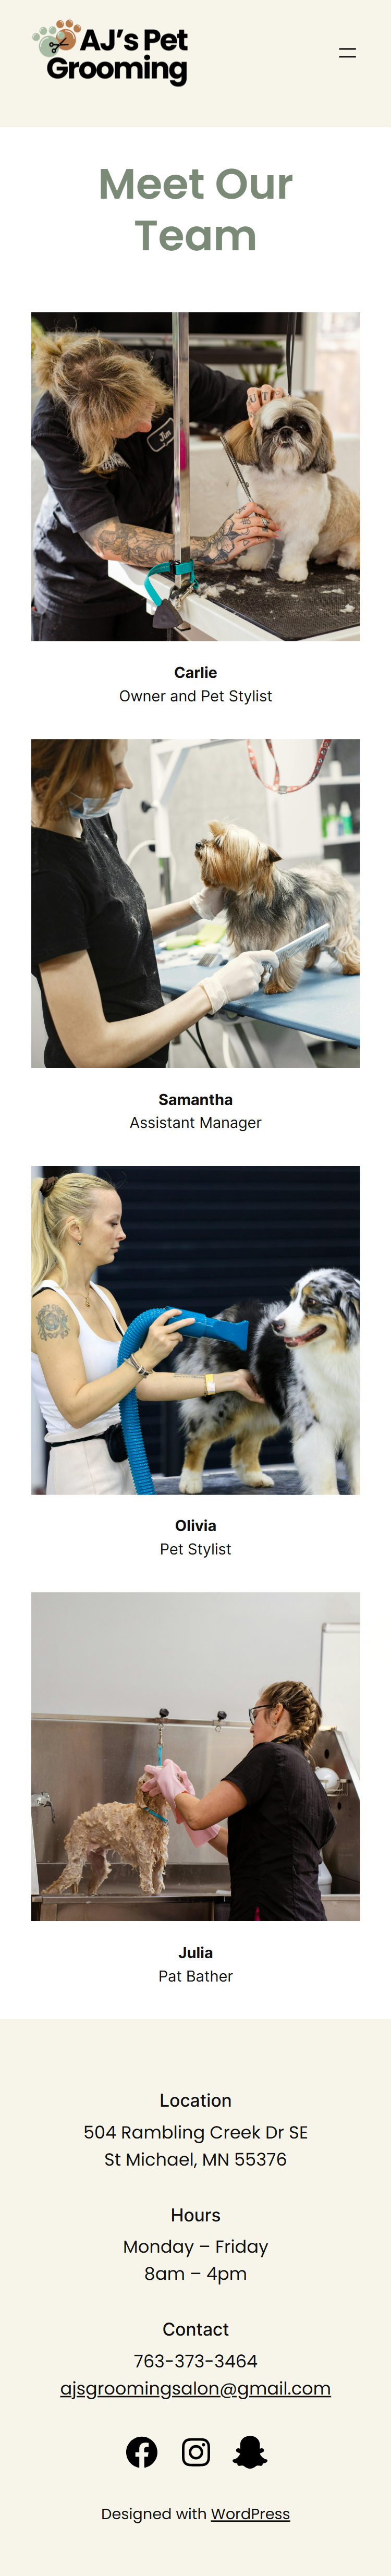 AJ's Pet
Grooming
Meet Our
Team
Carlie
Owner and Pet Stylist
Samantha
Assistant Manager
Olivia
Pet Stylist
Julia
Pat Bather
Location
504 Rambling Creek Dr SE
St Michael, MN 55376
Hours
Monday – Friday
8am – 4pm
Contact
763-373-3464
ajsgroomingsalon@gmail.com
Designed with WordPress